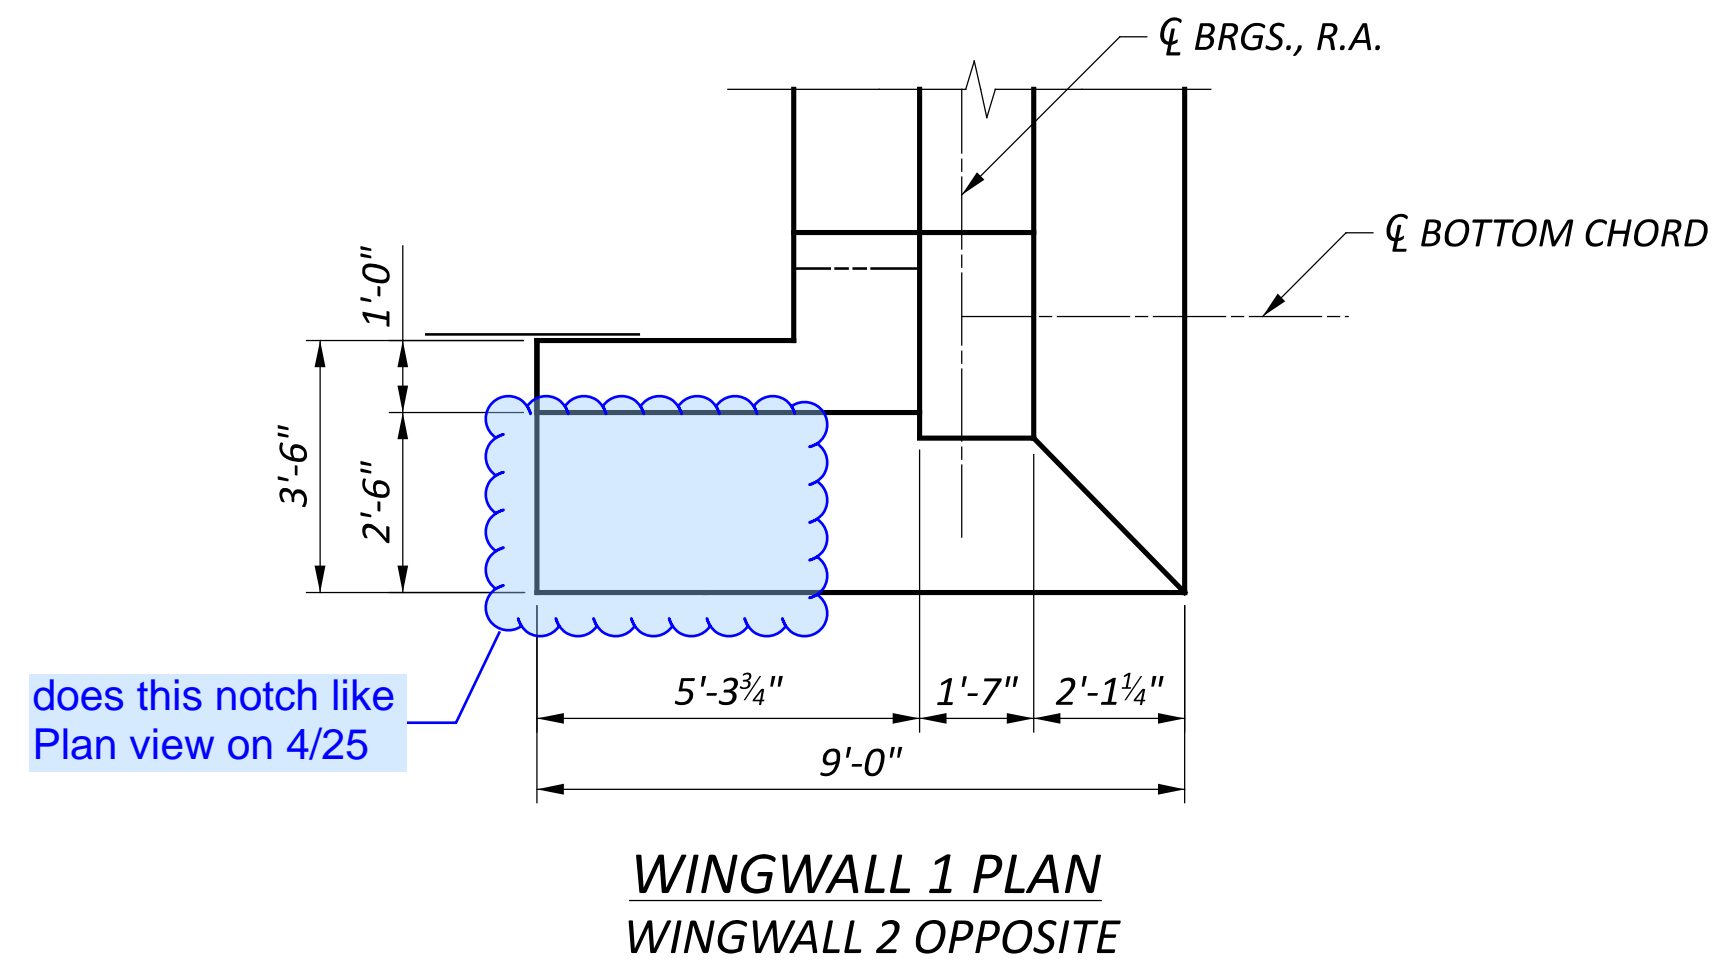 ℄ BRGS., R.A.
℄ BOTTOM CHORD
1'-0"
3'-6"
2'-6"
does this notch like
Plan view on 4/25
5'-3¾"
1'-7"
2'-1¼"
9'-0"
WINGWALL 1 PLAN
WINGWALL 2 OPPOSITE